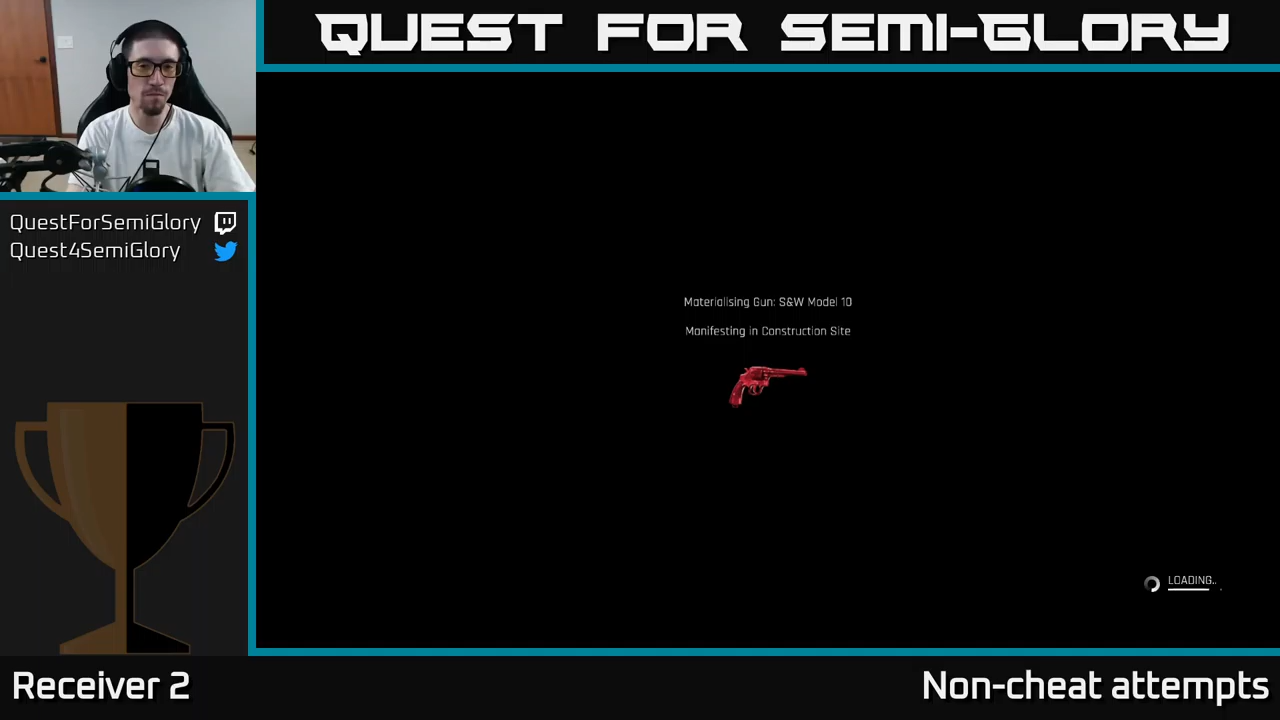 QUEST FOR SEMI-GLORY
QuestForSemiGlory
Quest4SemiGlory
Materialising Gun: S&W Model 10
Manifesting in Construction Site
LOADING..
Receiver 2
Non-cheat attempts